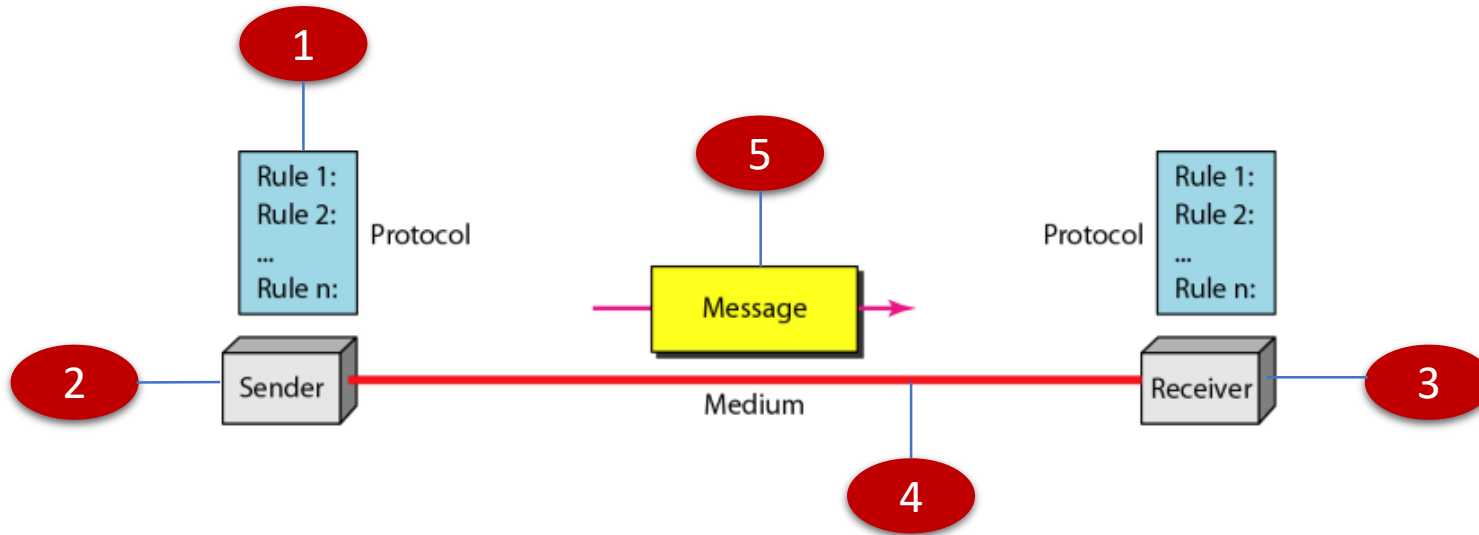 1
5
Rule 1:
Rule 2:
...
Rule n:
Protocol
Message
Protocol
Rule 1:
Rule 2:
...
Rule n:
2
Sender
Medium
Receiver
3
4